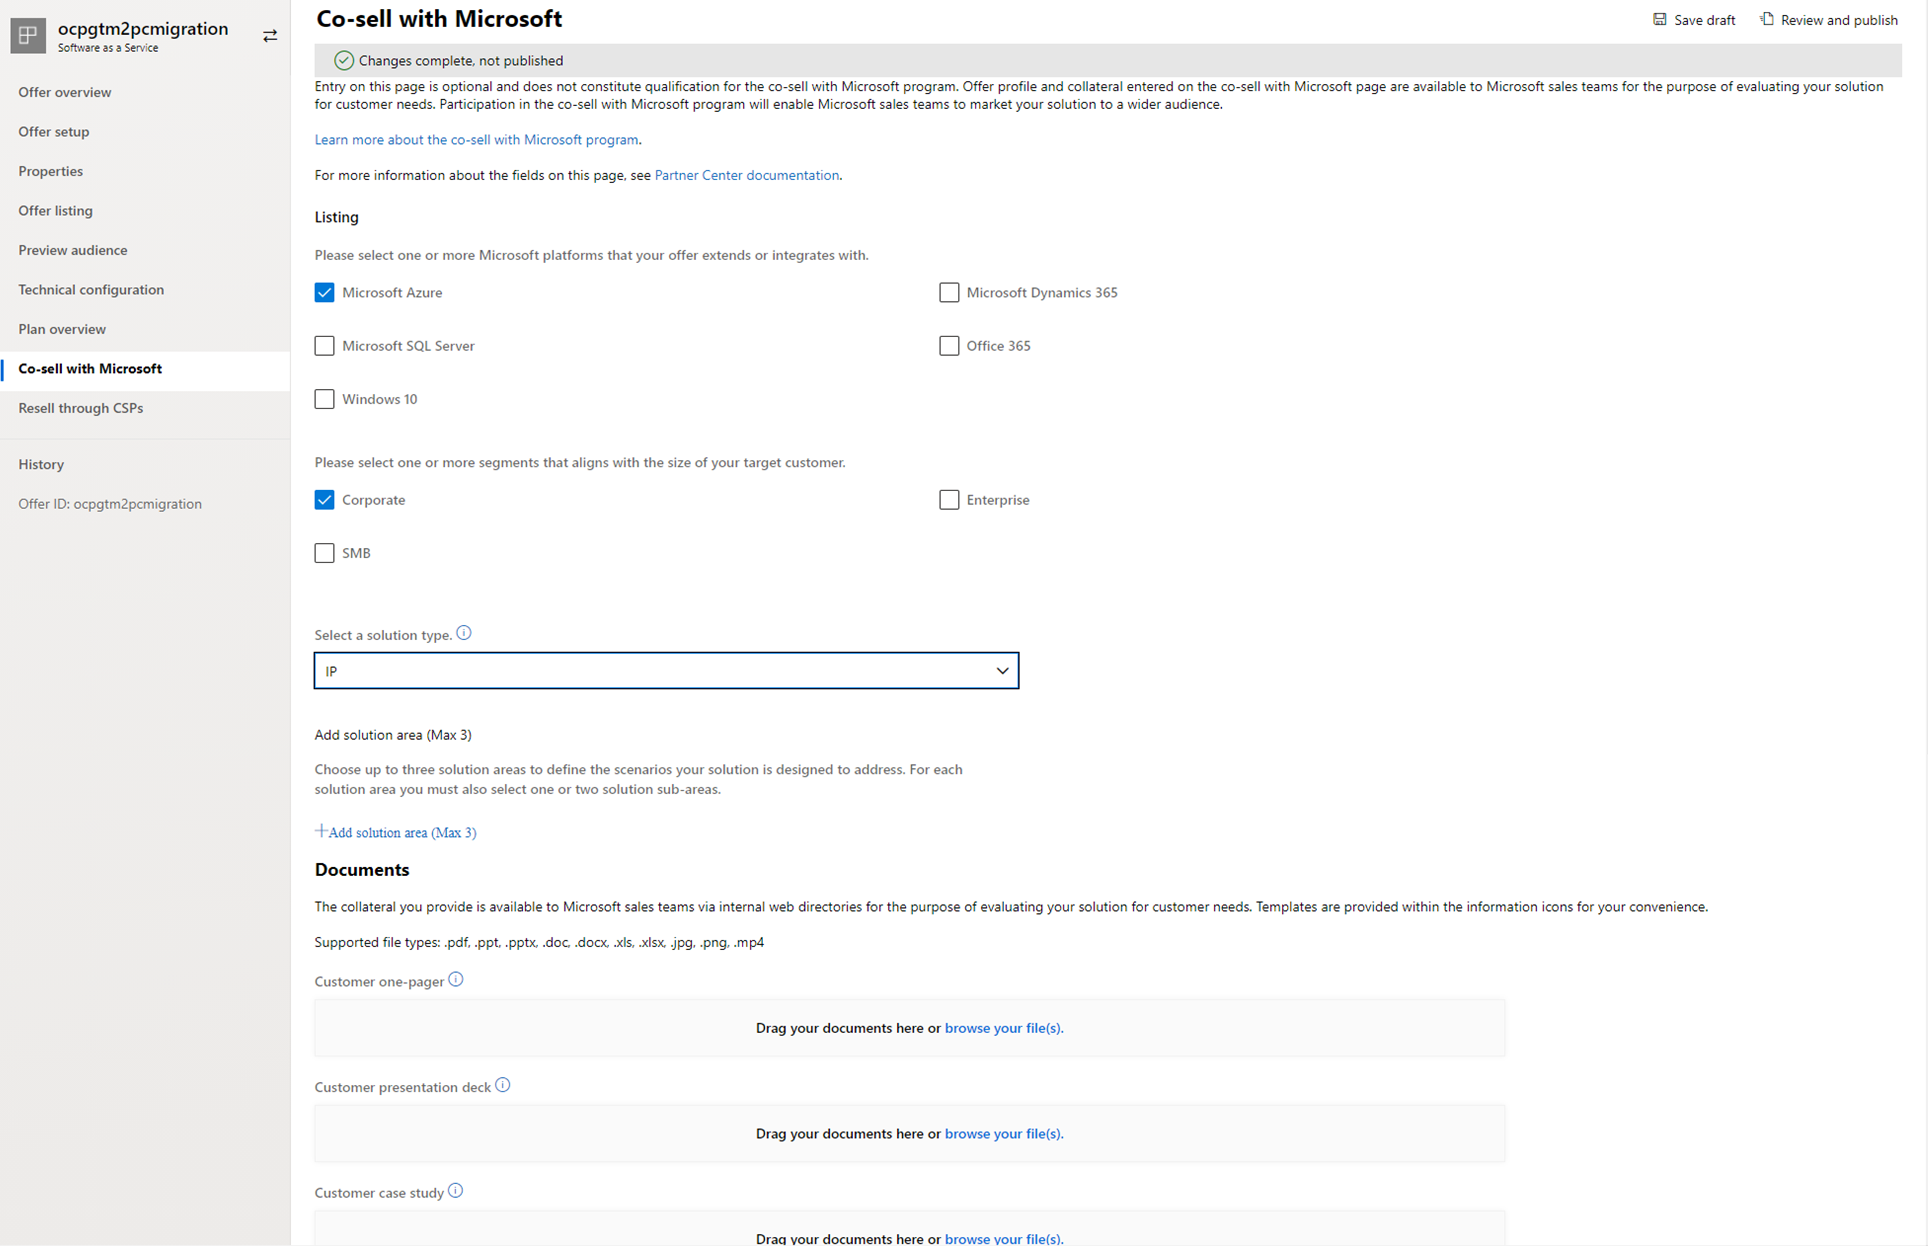 ocpgtm2pcmigration
Software as a Service
Offer overview
Offer setup
Properties
Offer listing
Preview audience
Technical configuration
Plan overview
Co-sell with Microsoft
Resell through CSPs
History
Offer ID: ocpgtm2pcmigration
Co-sell with Microsoft
Save draft
Review and publish
Changes complete, not published
Entry on this page is optional and does not constitute qualification for the co-sell with Microsoft program. Offer profile and collateral entered on the co-sell with Microsoft page are available to Microsoft sales teams for the purpose of evaluating your solution
for customer needs. Participation in the co-sell with Microsoft program will enable Microsoft sales teams to market your solution to a wider audience.
Learn more about the co-sell with Microsoft program.
For more information about the fields on this page, see Partner Center documentation.
Listing
Please select one or more Microsoft platforms that your offer extends or integrates with.
Microsoft Azure
Microsoft Dynamics 365
Microsoft SQL Server
Office 365
Windows 10
Please select one or more segments that aligns with the size of your target customer.
Corporate
Enterprise
SMB
Select a solution type.
IP
Add solution area (Max 3)
Choose up to three solution areas to define the scenarios your solution is designed to address. For each
solution area you must also select one or two solution sub-areas.
+Add solution area (Max 3)
Documents
The collateral you provide is available to Microsoft sales teams via internal web directories for the purpose of evaluating your solution for customer needs. Templates are provided within the information icons for your convenience.
Supported file types: .pdf, .ppt, .pptx, .doc, .docx, .xls, .xlsx, .jpg, .png, .mp4
Customer one-pager
Drag your documents here or browse your file(s).
Customer presentation deck
Drag your documents here or browse your file(s).
Customer case study
Drag your documents here or browse your file(s).